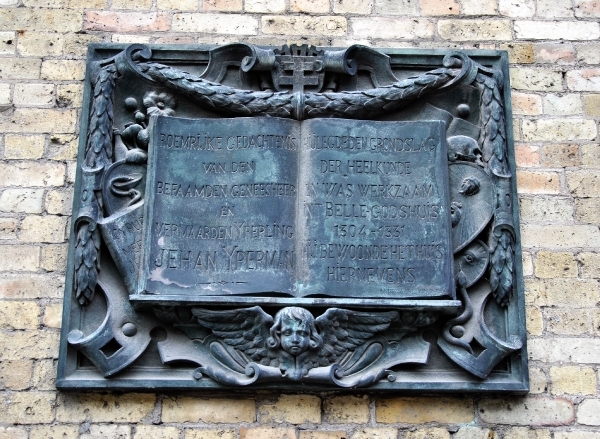 ROEMRIJKE GEDACHTENIS
VAN DEN
BEFAAMDEN GENEESHEER
EN
VERMAARDEN YPERLING
JEHAN YPERMAN
HIJ LEGDE DEN GRONDSLAG
DER HEELKUNDE
EN WAS WERKZAAM
IN'T BELLE-GODSHUIS
1304-1331
HIJ BEWOONDE HET HUIS
HIERNEVENS